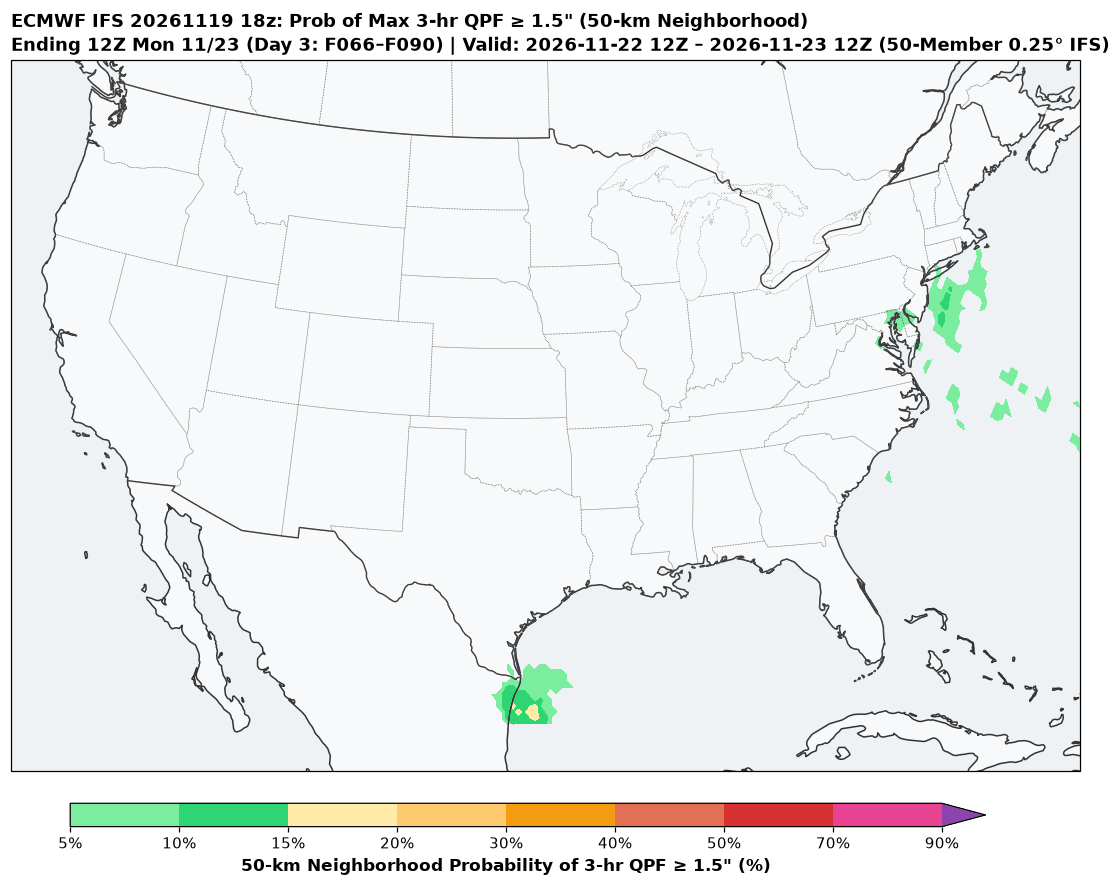 ECMWF IFS 20261119 18z: Prob of Max 3-hr QPF ≥ 1.5" (50-km Neighborhood)
Ending 12Z Mon 11/23 (Day 3: F066–F090) | Valid: 2026-11-22 12Z – 2026-11-23 12Z (50-Member 0.25° IFS)
5% 10% 15% 20% 30% 40% 50% 70% 90%
50-km Neighborhood Probability of 3-hr QPF ≥ 1.5" (%)